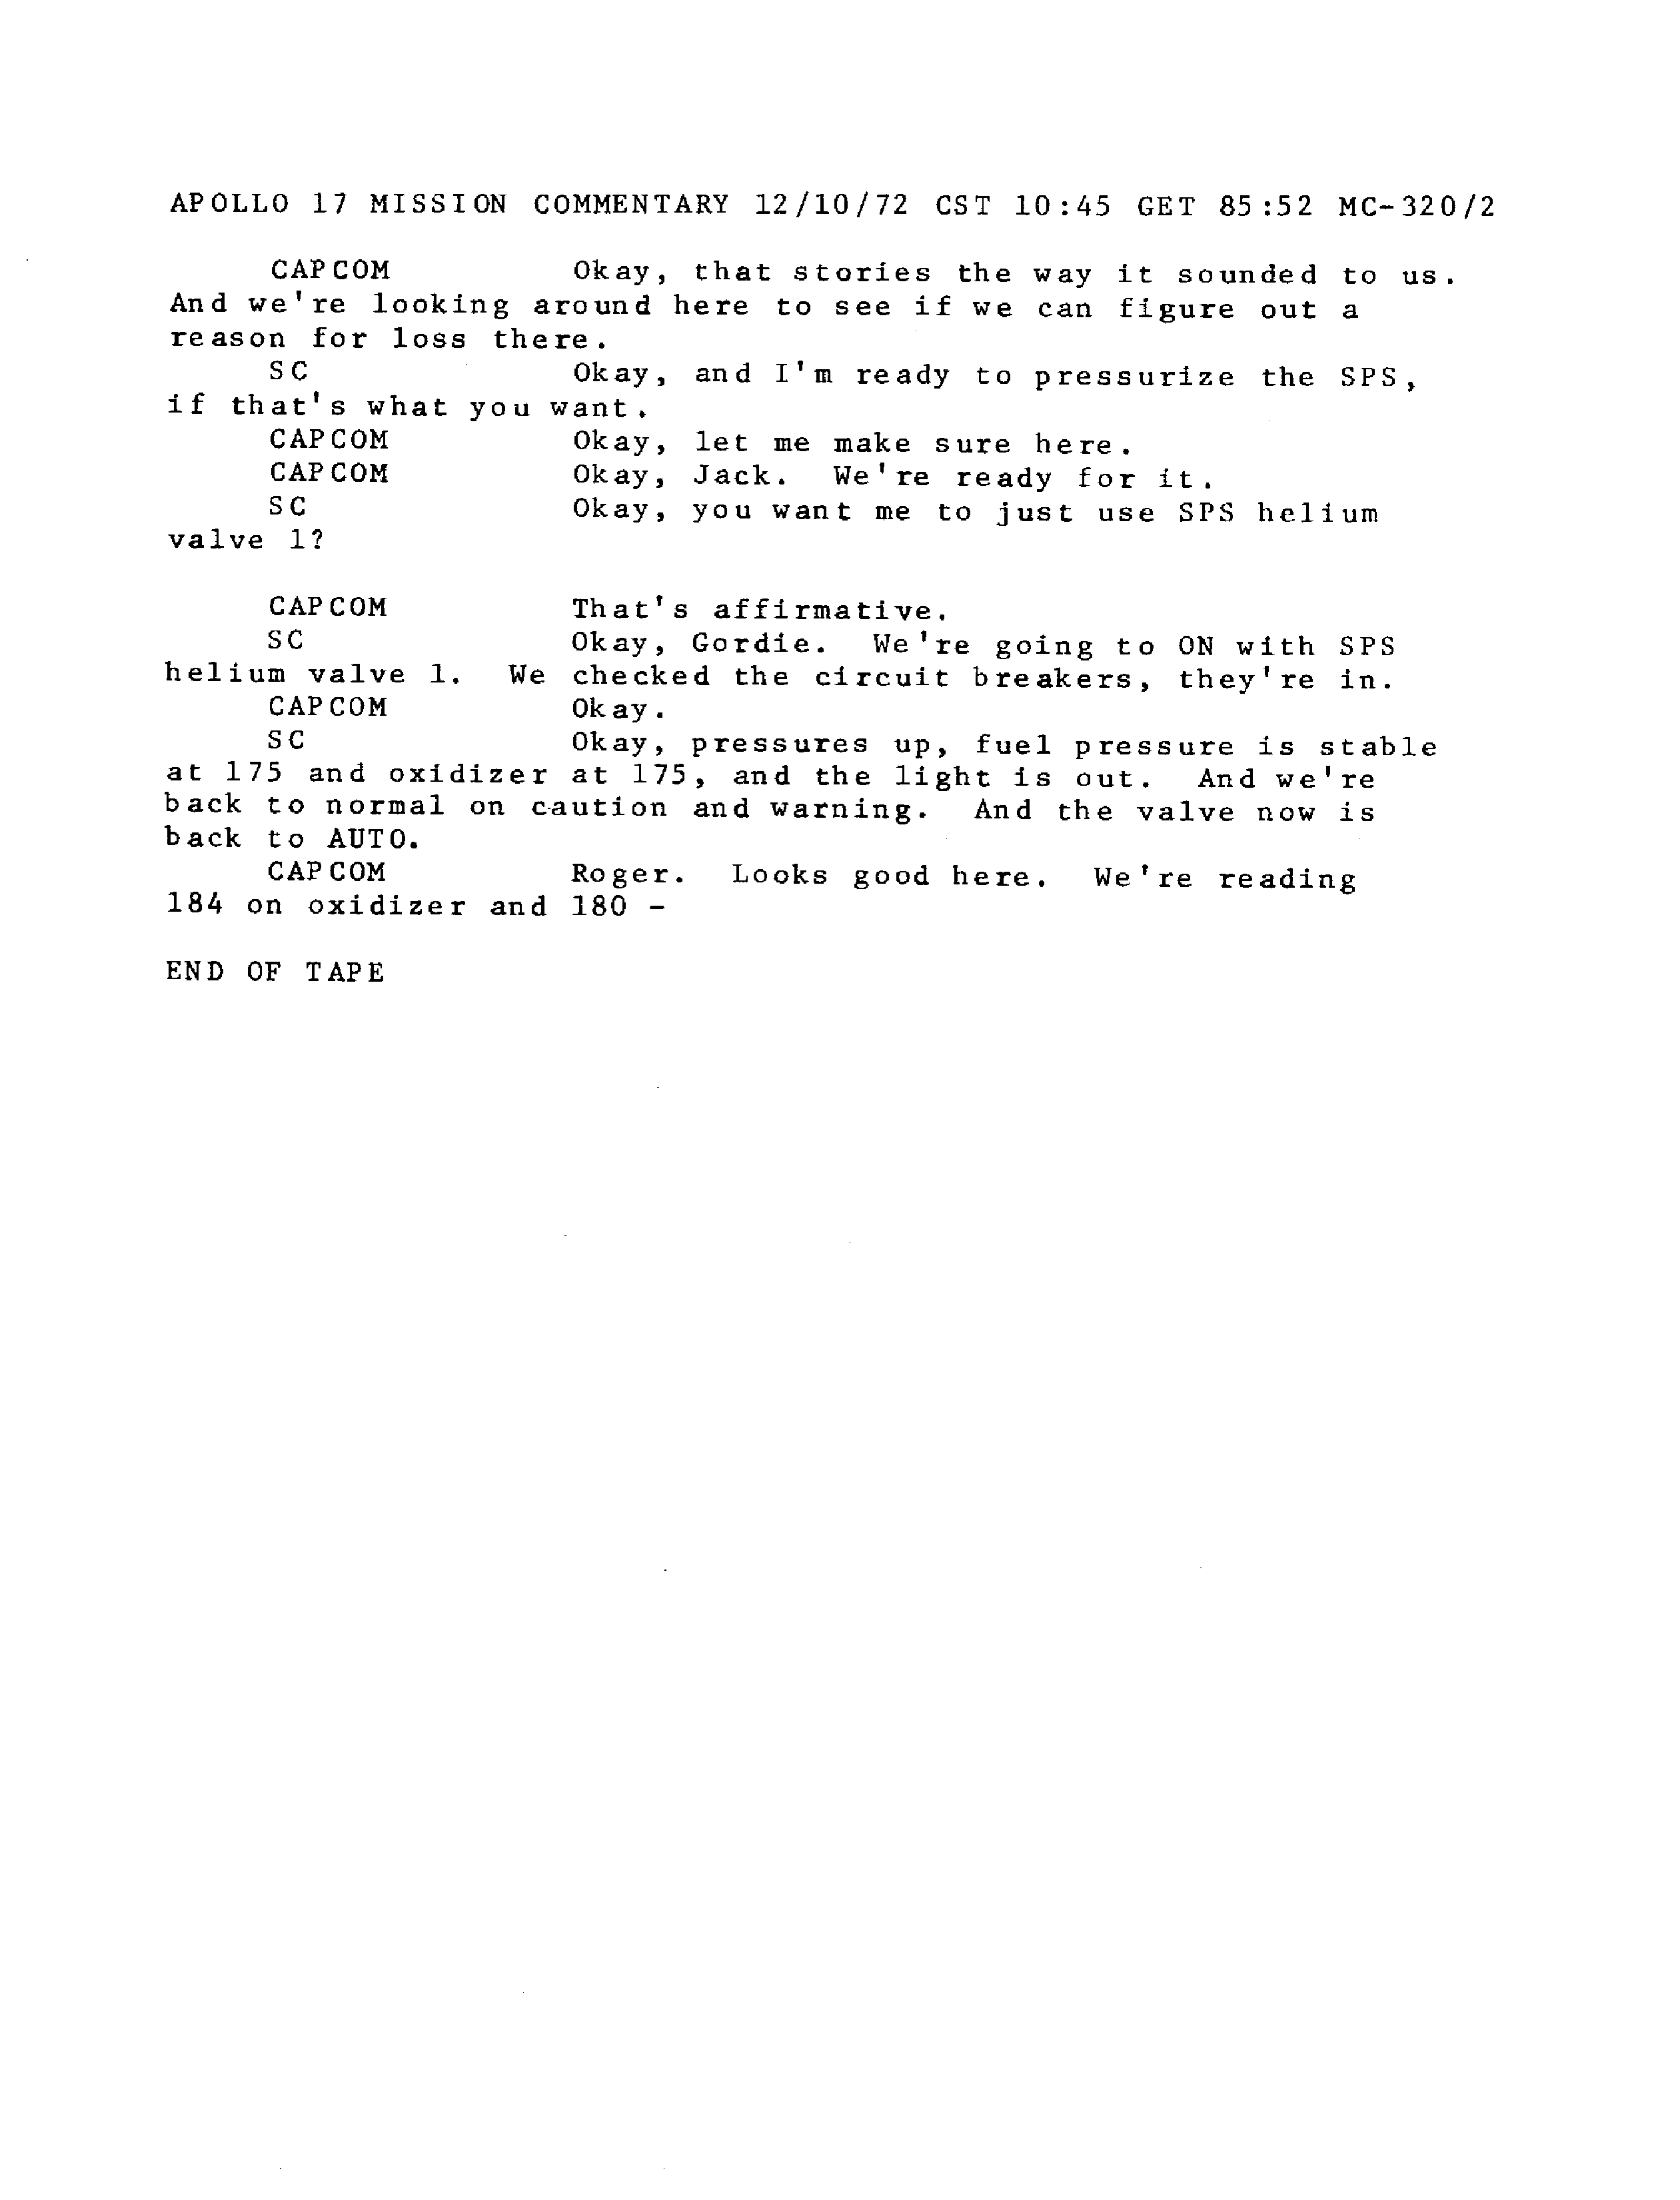 APOLLO 17 MISSION COMMENTARY 12/10/72 CST 10:45 GET 85:52 MC-320/2
CAPCOM Okay, that stories the way it sounded to us.
And we're looking around here to see if we can figure out a
reason for loss there.
SC Okay, and I'm ready to pressurize the SPS,
if that's what you want.
CAPCOM Okay, let me make sure here.
CAPCOM Okay, Jack. We're ready for it.
SC Okay, you want me to just use SPS helium
valve 1?
CAPCOM That's affirmative.
SC Okay, Gordie. We're going to ON with SPS
helium valve 1. We checked the circuit breakers, they're in.
CAPCOM Okay.
SC Okay, pressures up, fuel pressure is stable
at 175 and oxidizer at 175, and the light is out. And we're
back to normal on caution and warning. And the valve now is
back to AUTO.
CAPCOM Roger. Looks good here. We're reading
184 on oxidizer and 180 -
END OF TAPE